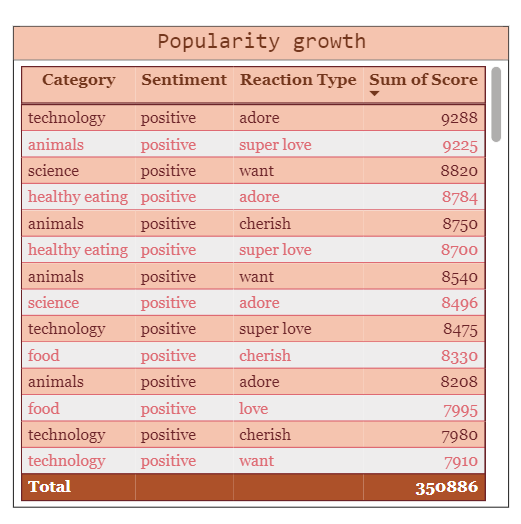 Popularity growth
Category Sentiment Reaction Type Sum of Score
technology positive adore 9288
animals positive super love 9225
science positive want 8820
healthy eating positive adore 8784
animals positive cherish 8750
healthy eating positive super love 8700
animals positive want 8540
science positive adore 8496
technology positive super love 8475
food positive cherish 8330
animals positive adore 8208
food positive love 7995
technology positive cherish 7980
technology positive want 7910
Total 350886